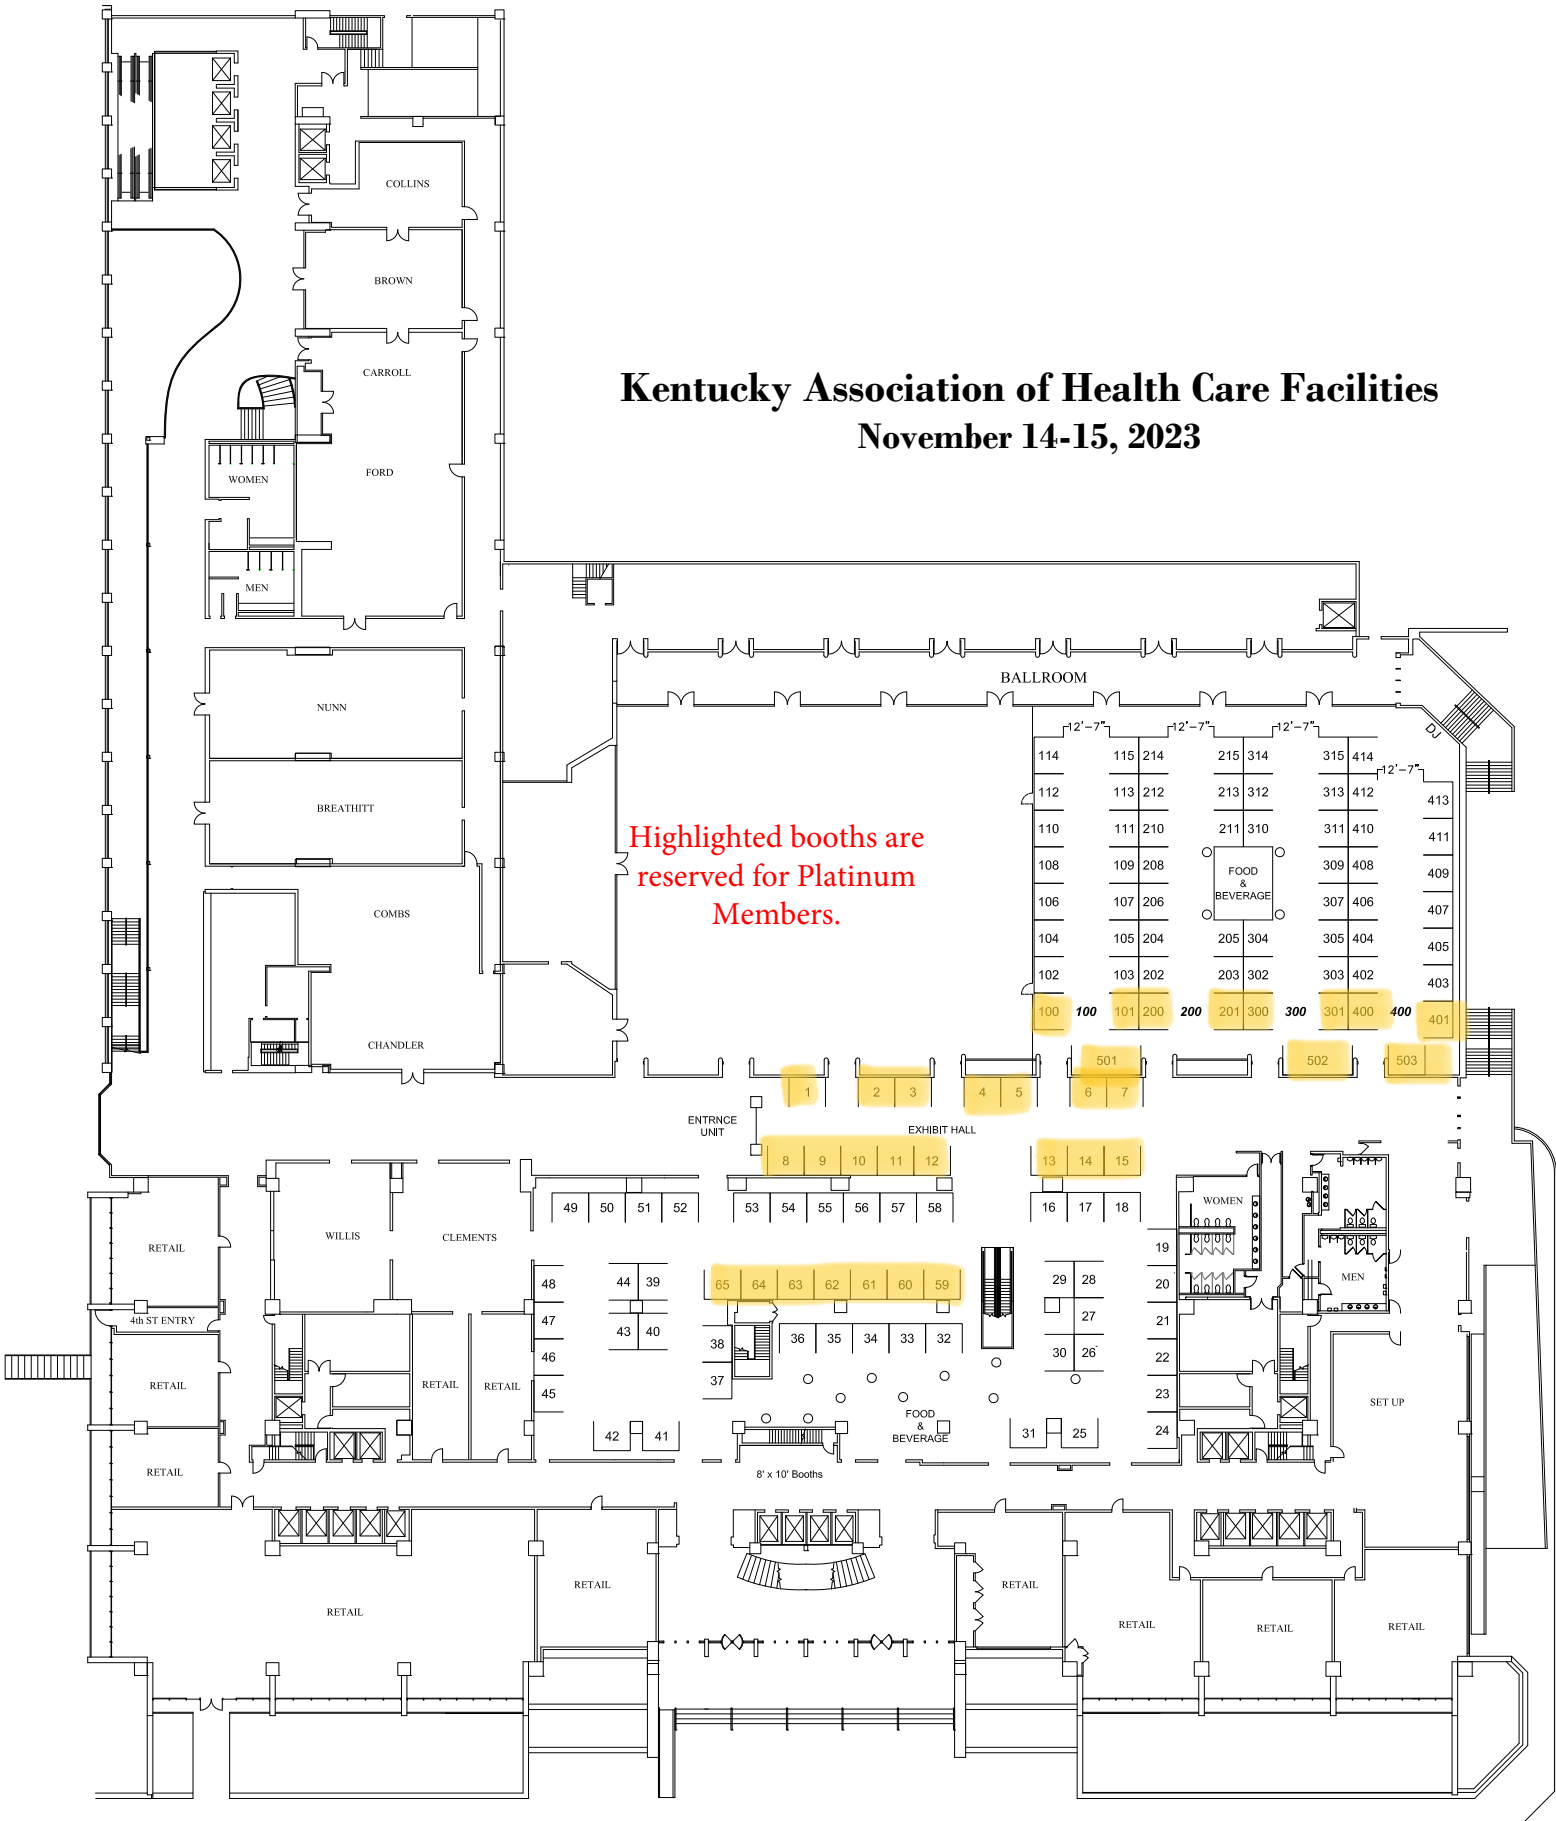 COLLINS
BROWN
CARROLL
Kentucky Association of Health Care Facilities
November 14-15, 2023
FORD
WOMEN
MEN
BALLROOM
NUNN
DJ
12'-7" 12'-7" 12'-7"
114 115 214 215 314 315 414
12'-7"
BREATHITT
112 113 212 213 312 313 412 413
Highlighted booths are
reserved for Platinum
Members.
110 111 210 211 310 311 410 411
108 109 208 309 408 409
FOOD
&
BEVERAGE
106 107 206 307 406 407
COMBS
104 105 204 205 304 305 404 405
102 103 202 203 302 303 402 403
100 100 101 200 200 201 300 300 301 400 400 401
CHANDLER
501 502 503
1 2 3 4 5 6 7
ENTRNCE
UNIT
EXHIBIT HALL
8 9 10 11 12 13 14 15
49 50 51 52 53 54 55 56 57 58 16 17 18
WOMEN
RETAIL
WILLIS
CLEMENTS
19
48 44 39 65 64 63 62 61 60 59 29 28 20
MEN
4th ST ENTRY
47 43 40 38 36 35 34 33 32 27 21
46 30 26 22
RETAIL
RETAIL
RETAIL
45 37 23
SET UP
FOOD
&
BEVERAGE
42 41 31 25 24
RETAIL
8' x 10' Booths
RETAIL
RETAIL
RETAIL
RETAIL
RETAIL
RETAIL